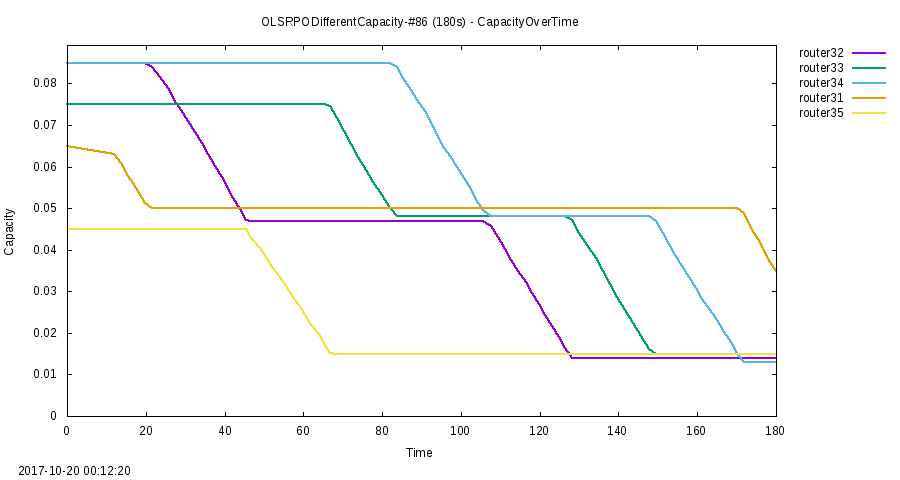 OLSRPODifferentCapacity-#86 (180s) - CapacityOverTime
router32
router33
router34
router31
router35
0.08
0.07
0.06
0.05
0.04
0.03
0.02
0.01
0
Capacity
0 20 40 60 80 100 120 140 160 180
Time
2017-10-20 00:12:20